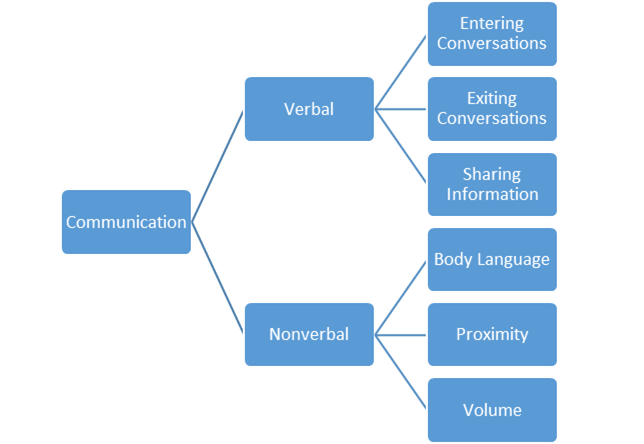 Communication
Verbal
Entering
Conversations
Exiting
Conversations
Sharing
Information
Nonverbal
Body Language
Proximity
Volume